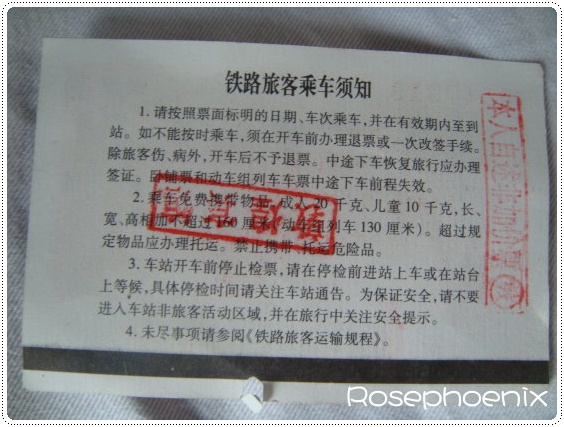 铁路旅客乘车须知
1. 请按照票面标明的日期、车次乘车,并在有效期内至到
站。如不能按时乘车,须在开车前办理退票或一次改签手续。
除旅客伤、病外,开车后不予退票。中途下车恢复旅行应办理
签证。卧铺票和动车组列车车票中途下车前程失效。
2. 乘车免费携带物品,成人 20 千克、儿童 10 千克,长、
宽、高相加不超过 160 厘米(动车组列车 130 厘米)。超过规
定物品应办理托运。禁止携带、托运危险品。
3. 车站开车前停止检票,请在停检前进站上车或在站台
上等候,具体停检时间请关注车站通告。为保证安全,请不要
进入车站非旅客活动区域,并在旅行中关注安全提示。
4. 未尽事项请参阅《铁路旅客运输规程》。
Rosephoenix